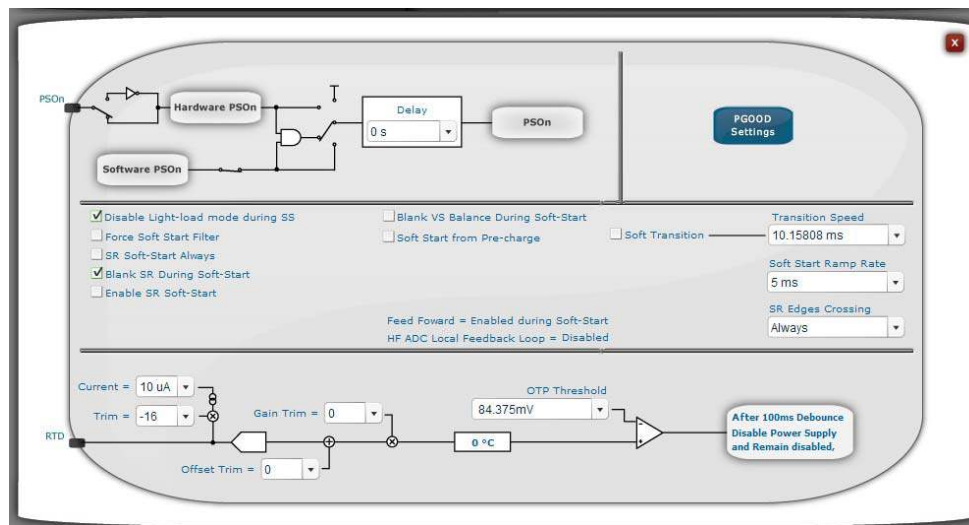 x
PSOn
Hardware PSOn
Delay
0 s
PSOn
PGOOD
Settings
Software PSOn
Disable Light-load mode during SS
Force Soft Start Filter
SR Soft-Start Always
Blank SR During Soft-Start
Enable SR Soft-Start
Blank VS Balance During Soft-Start
Soft Start from Pre-charge
Soft Transition
Transition Speed
10.15808 ms
Soft Start Ramp Rate
5 ms
SR Edges Crossing
Always
Feed Foward = Enabled during Soft-Start
HF ADC Local Feedback Loop = Disabled
Current = 10 uA
Trim = -16
RTD
Gain Trim = 0
Offset Trim = 0
0 °C
OTP Threshold
84.375mV
After 100ms Debounce
Disable Power Supply
and Remain disabled,